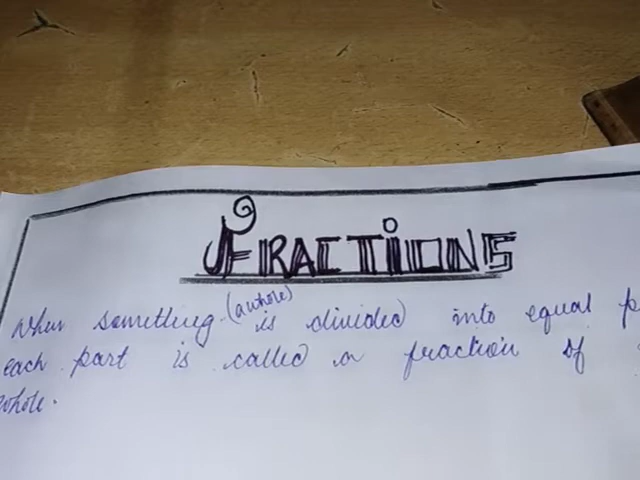 FRACTIONS
When something (a whole) is divided into equal p
each part is called a fraction of
whole.